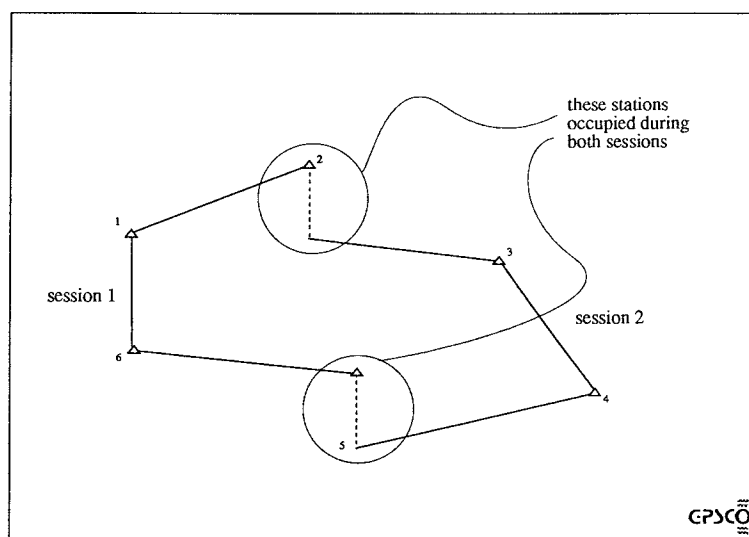 these stations
occupied during
both sessions
2
1
3
session 1
session 2
6
4
5
GPSCO